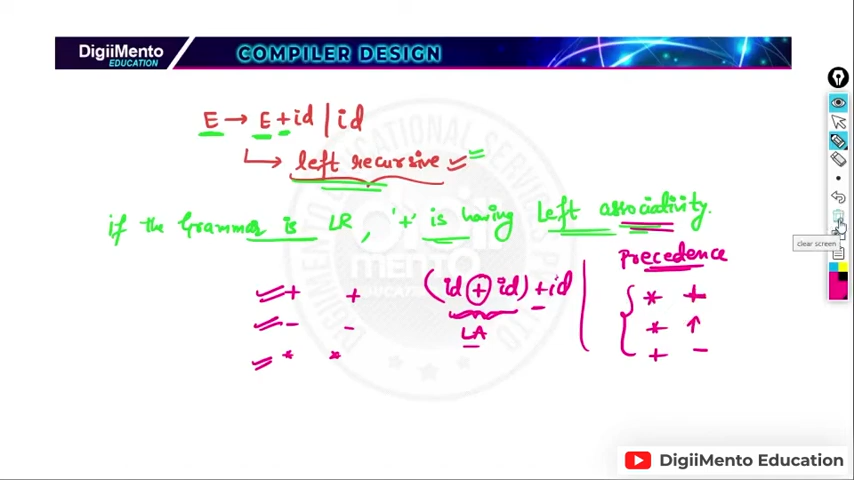 DigiiMento
EDUCATION
COMPILER DESIGN
E → E + id | id
left recursive
if the Grammar is LR, '+' is having Left associativity.
clear screen
Precedence
+ + (id + id) + id * +
- - LA * ↑
* * + -
DigiiMento Education